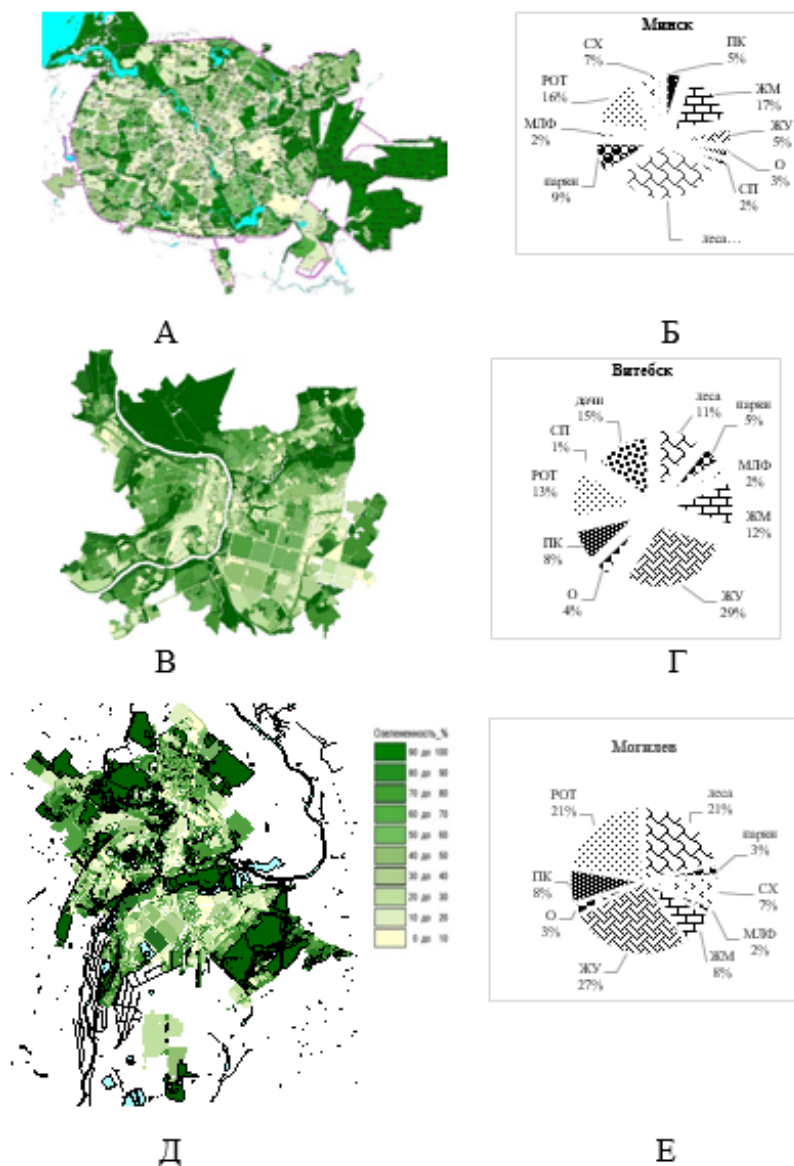 Минск
СХ
7%
ПК
5%
РОТ
16%
ЖМ
17%
МЛФ
2%
ЖУ
5%
парки
9%
О
3%
СП
2%
леса...
А
Б
Витебск
дачи
15%
леса
11%
парки
5%
СП
1%
МЛФ
2%
РОТ
13%
ЖМ
12%
ПК
8%
О
4%
ЖУ
29%
В
Г
Озелененность_%
90 до 100
80 до 90
70 до 80
60 до 70
50 до 60
40 до 50
30 до 40
20 до 30
10 до 20
0 до 10
Могилев
РОТ
21%
леса
21%
парки
3%
ПК
8%
СХ
7%
О
3%
МЛФ
2%
ЖУ
27%
ЖМ
8%
Д
Е